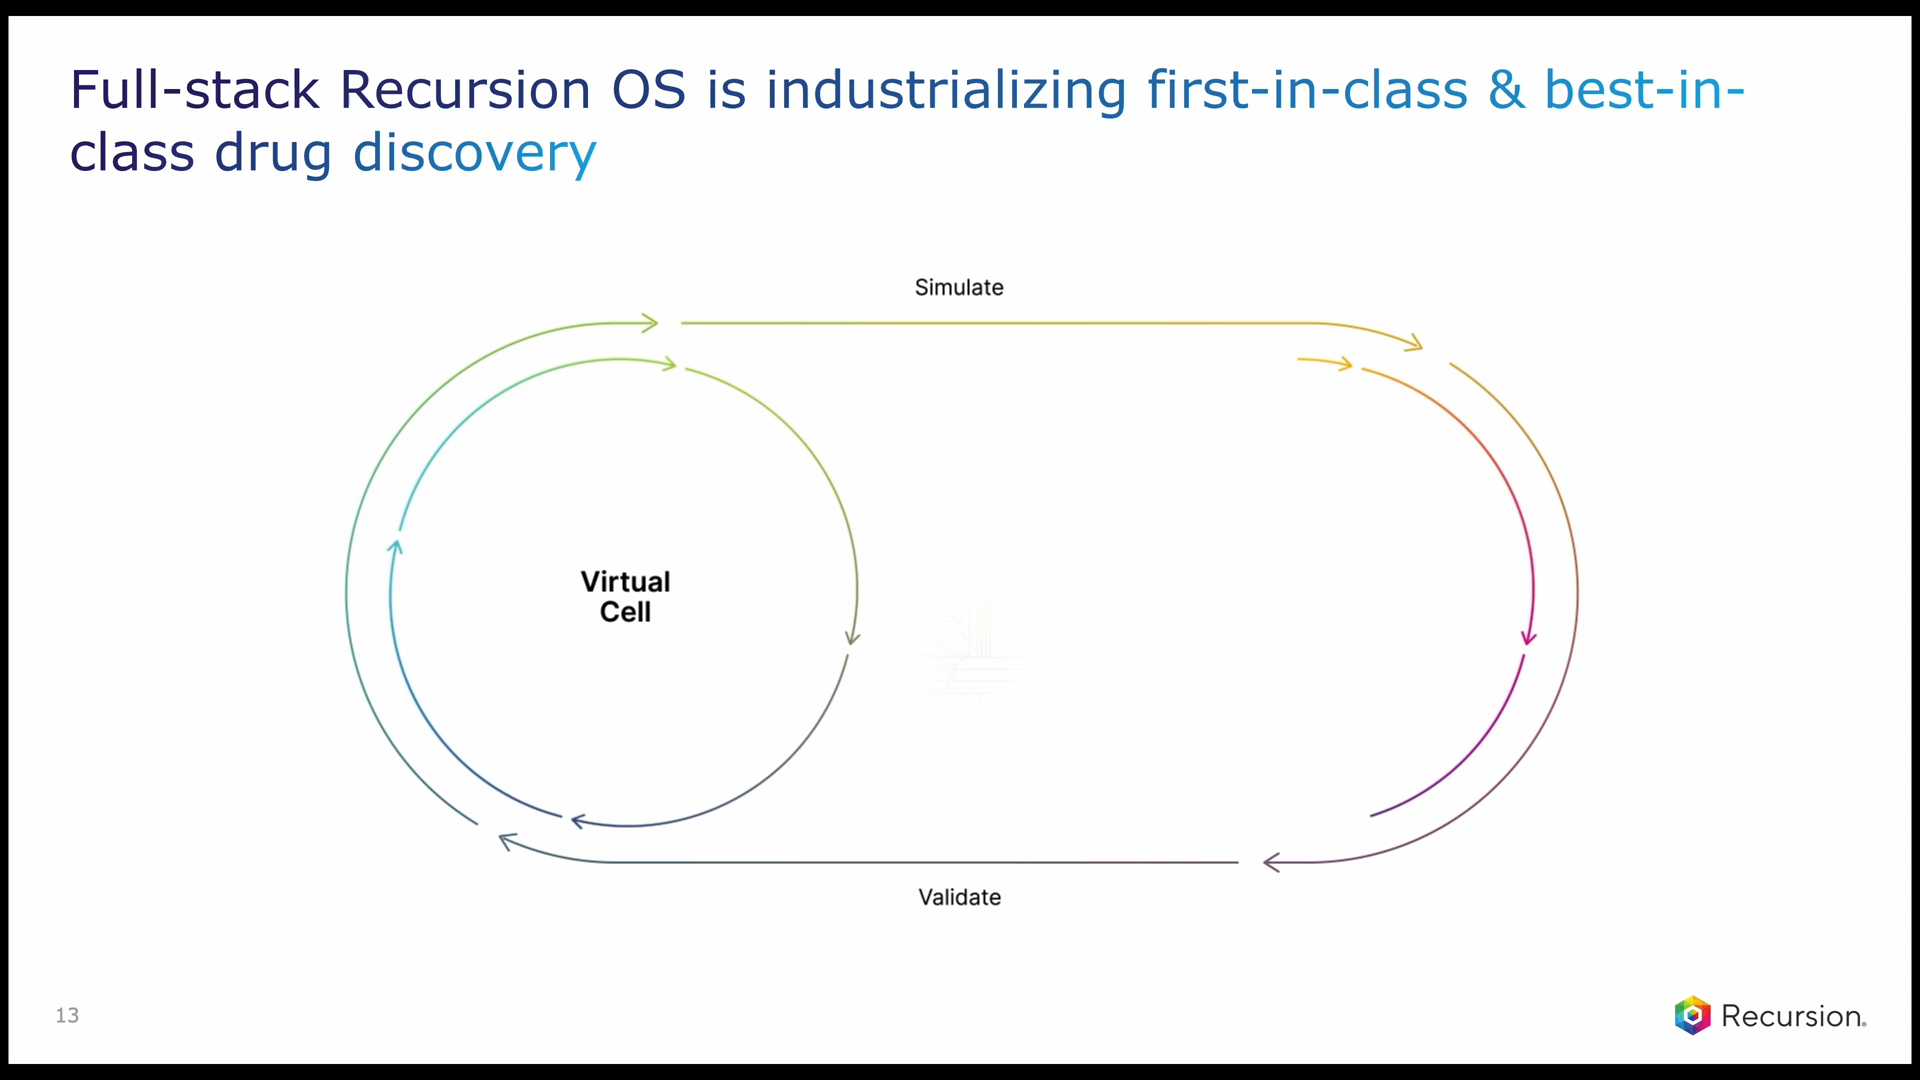 Full-stack Recursion OS is industrializing first-in-class & best-in-
class drug discovery
Simulate
Virtual
Cell
Validate
13
Recursion.